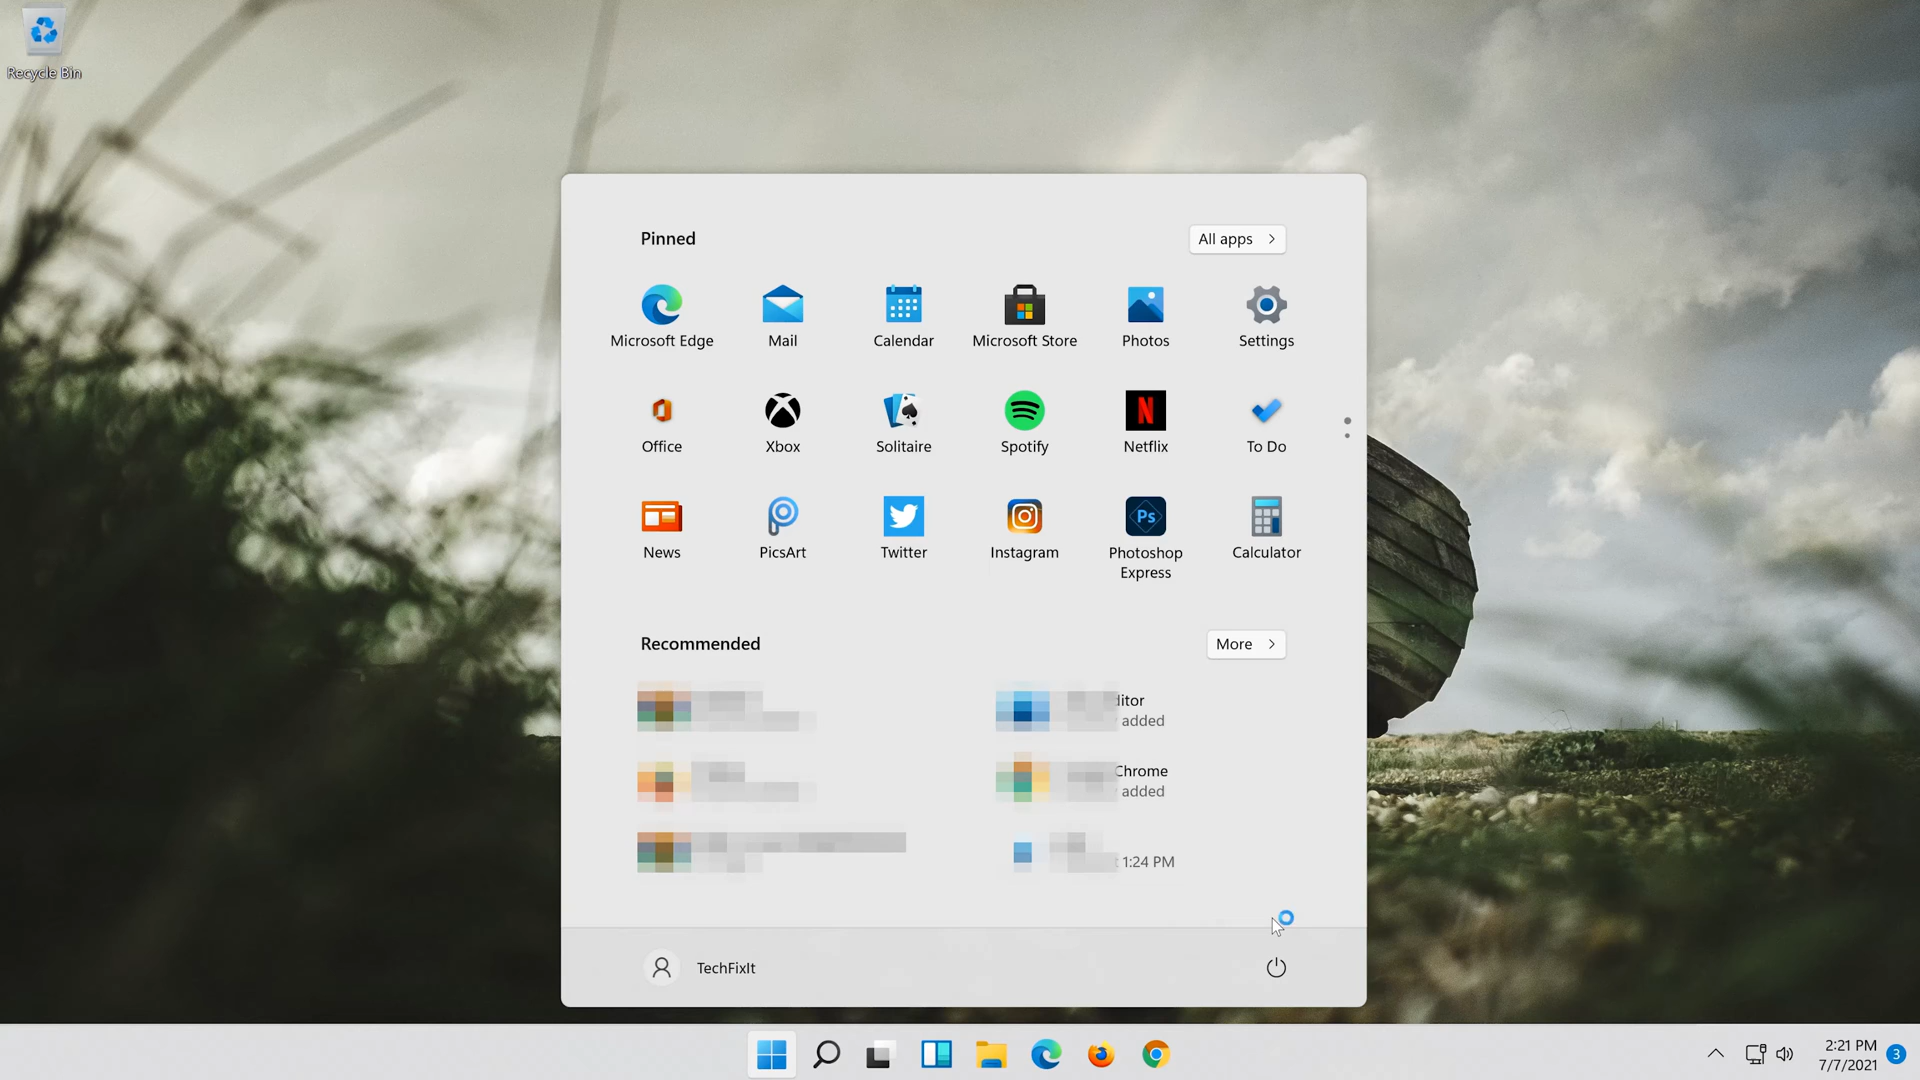 Recycle Bin
Pinned
All apps
Microsoft Edge
Mail
Calendar
Microsoft Store
Photos
Settings
Office
Xbox
Solitaire
Spotify
Netflix
To Do
News
PicsArt
Twitter
Instagram
Ps
Photoshop
Express
Calculator
Recommended
More
added
Chrome
added
1:24 PM
TechFixIt
2:21 PM
7/7/2021
3